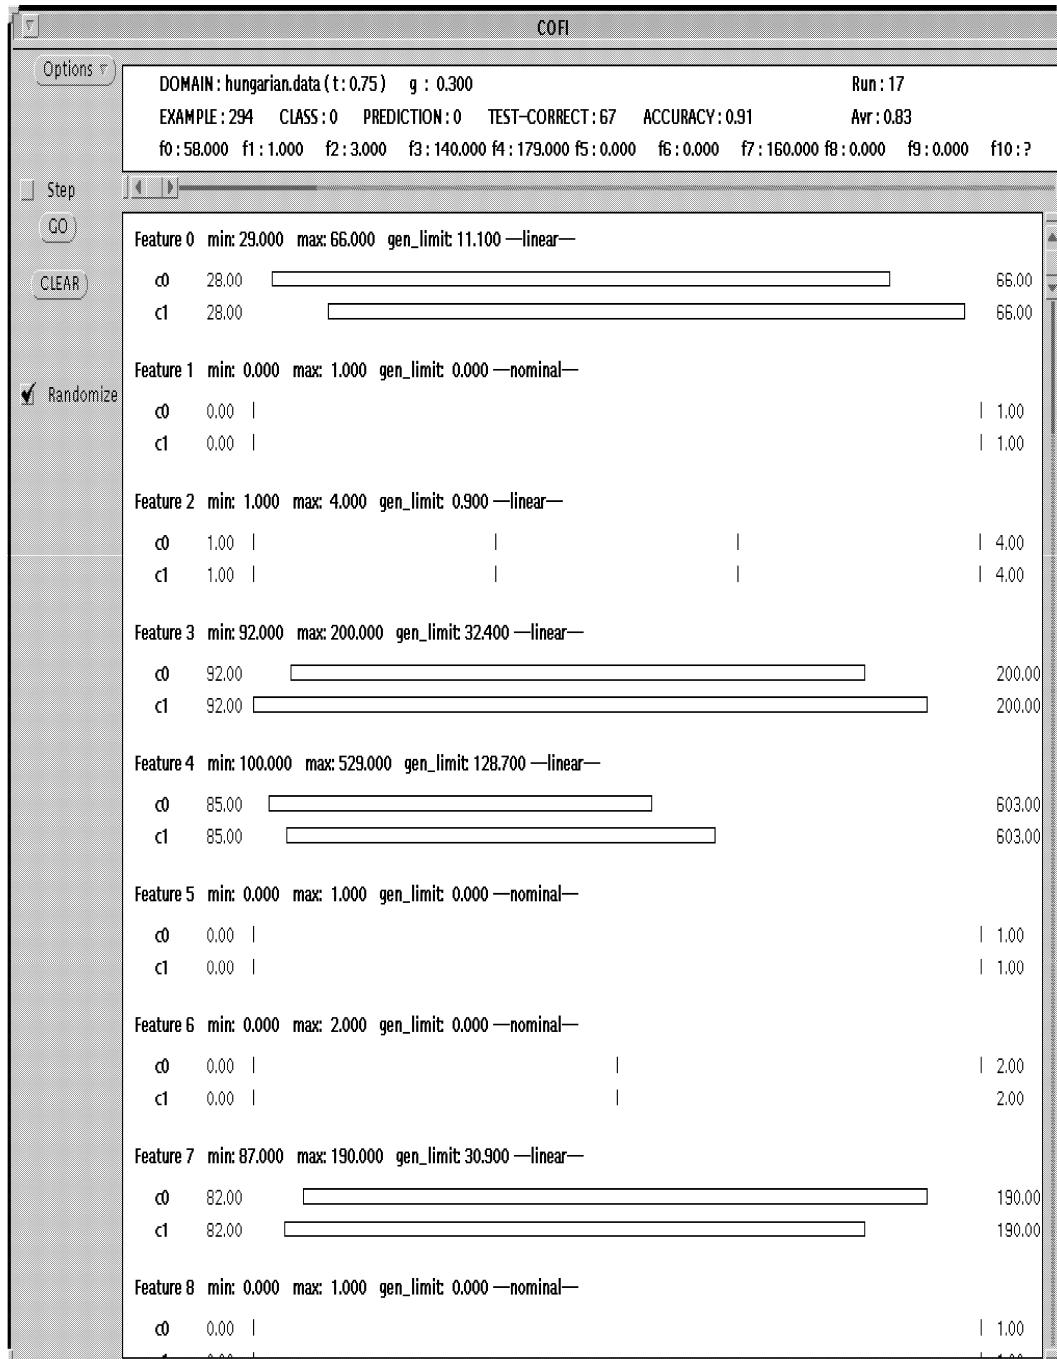 COFI
Options
DOMAIN : hungarian.data ( t : 0.75 ) g : 0.300 Run : 17
EXAMPLE : 294 CLASS : 0 PREDICTION : 0 TEST-CORRECT : 67 ACCURACY : 0.91 Avr : 0.83
f0 : 58.000 f1 : 1.000 f2 : 3.000 f3 : 140.000 f4 : 179.000 f5 : 0.000 f6 : 0.000 f7 : 160.000 f8 : 0.000 f9 : 0.000 f10 : ?
Step
GO
CLEAR
Randomize
Feature 0 min: 29.000 max: 66.000 gen_limit: 11.100 —linear—
c0 28.00 66.00
c1 28.00 66.00
Feature 1 min: 0.000 max: 1.000 gen_limit: 0.000 —nominal—
c0 0.00 1.00
c1 0.00 1.00
Feature 2 min: 1.000 max: 4.000 gen_limit: 0.900 —linear—
c0 1.00 4.00
c1 1.00 4.00
Feature 3 min: 92.000 max: 200.000 gen_limit: 32.400 —linear—
c0 92.00 200.00
c1 92.00 200.00
Feature 4 min: 100.000 max: 529.000 gen_limit: 128.700 —linear—
c0 85.00 603.00
c1 85.00 603.00
Feature 5 min: 0.000 max: 1.000 gen_limit: 0.000 —nominal—
c0 0.00 1.00
c1 0.00 1.00
Feature 6 min: 0.000 max: 2.000 gen_limit: 0.000 —nominal—
c0 0.00 2.00
c1 0.00 2.00
Feature 7 min: 87.000 max: 190.000 gen_limit: 30.900 —linear—
c0 82.00 190.00
c1 82.00 190.00
Feature 8 min: 0.000 max: 1.000 gen_limit: 0.000 —nominal—
c0 0.00 1.00